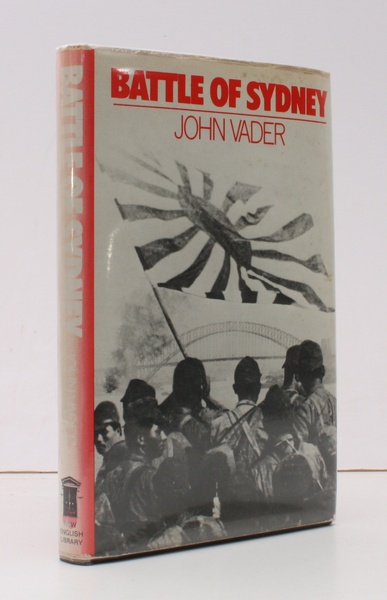 BATTLE OF SYDNEY
JOHN VADER
BATTLE OF SYDNEY
ENGLISH
LIBRARY